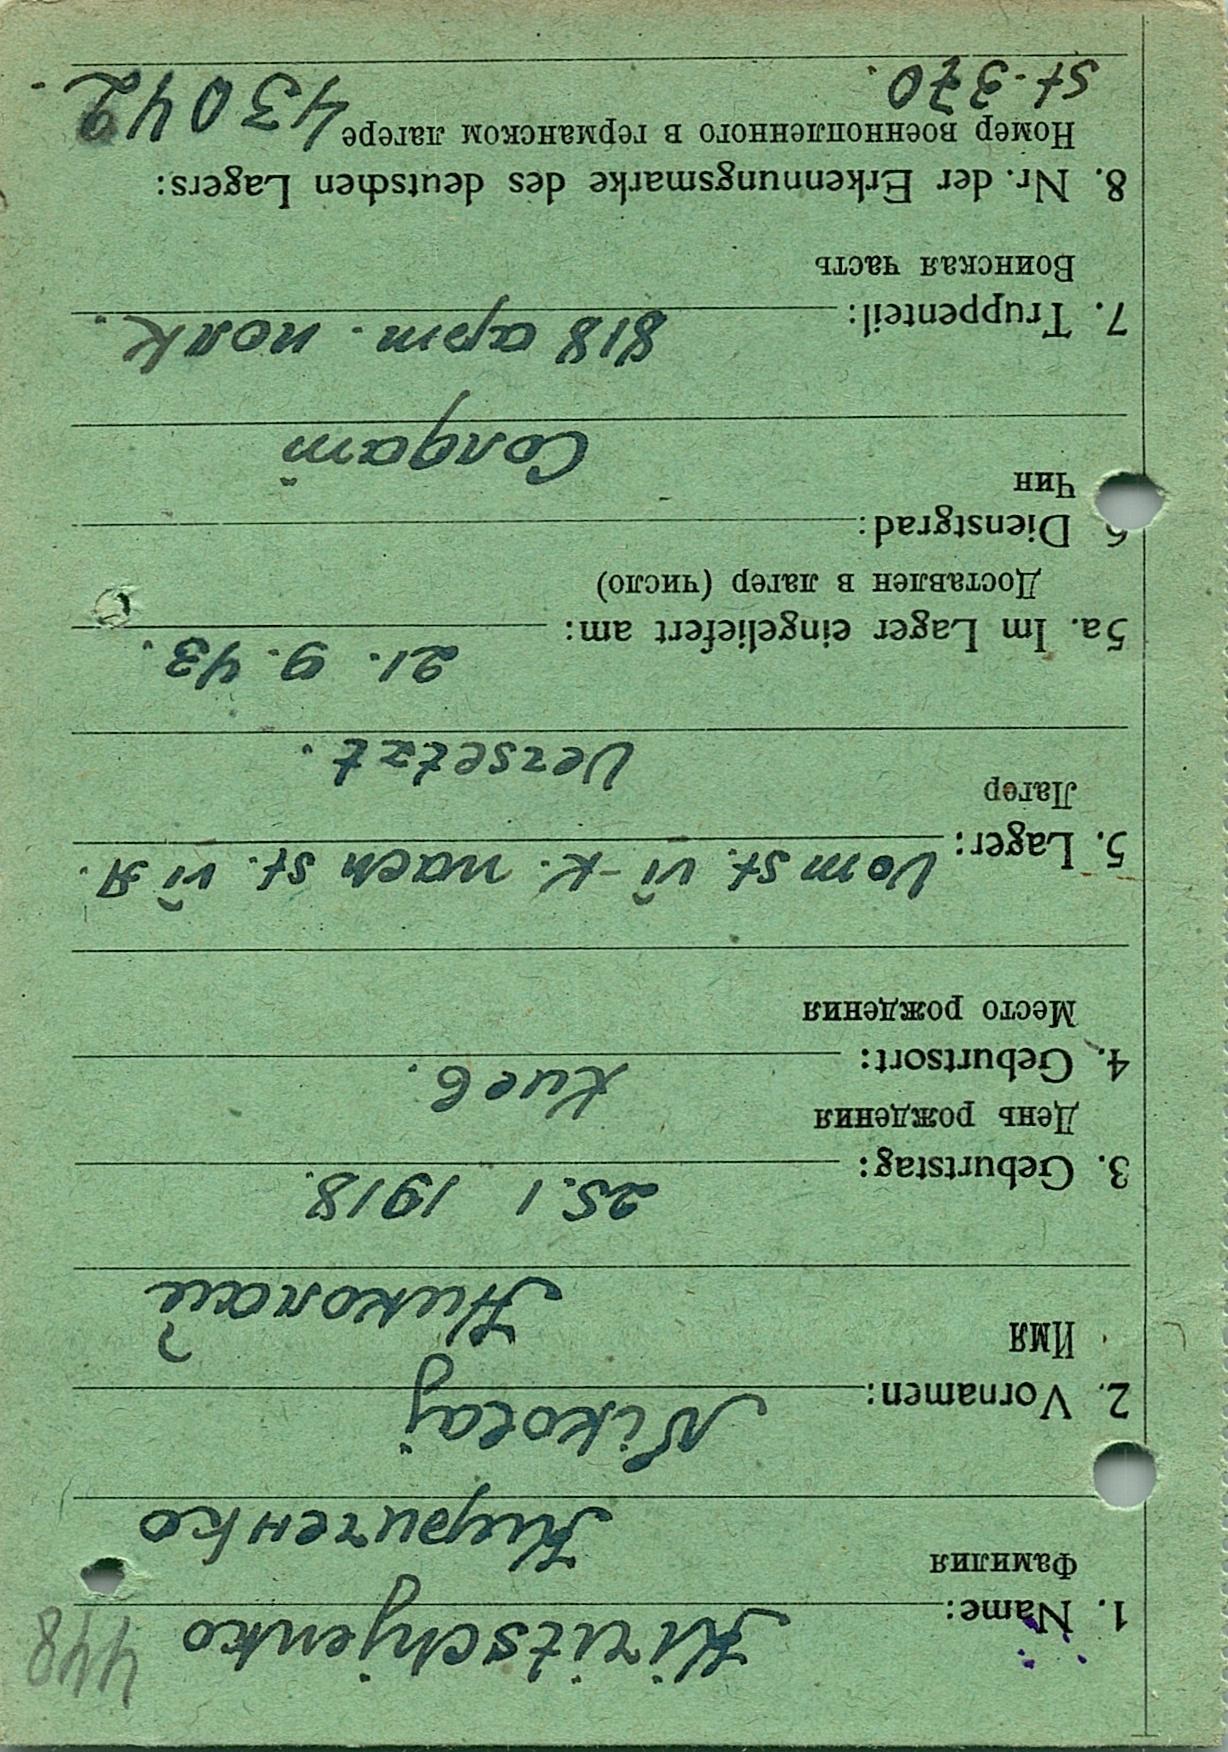 448
Kiritschjenko
1. Name:
Фамилия
Кириченко
Nikolaj
2. Vornamen:
Имя
Николай
25.1 1918.
3. Geburtstag:
День рождения
Киев.
4. Geburtsort:
Место рождения
Vom st. vi-K. nach st. vi A.
5. Lager:
Лагер
Versetzt.
21. 9. 43.
5a. Im Lager eingeliefert am:
Доставлен в лагер (число)
6 Dienstgrad:
Чин
Солдат
818 арт. полк.
7. Truppenteil:
Воинская часть
8. Nr. der Erkennungsmarke des deutschen Lagers:
Номер военнопленного в германском лагере 43042.
St. 370.